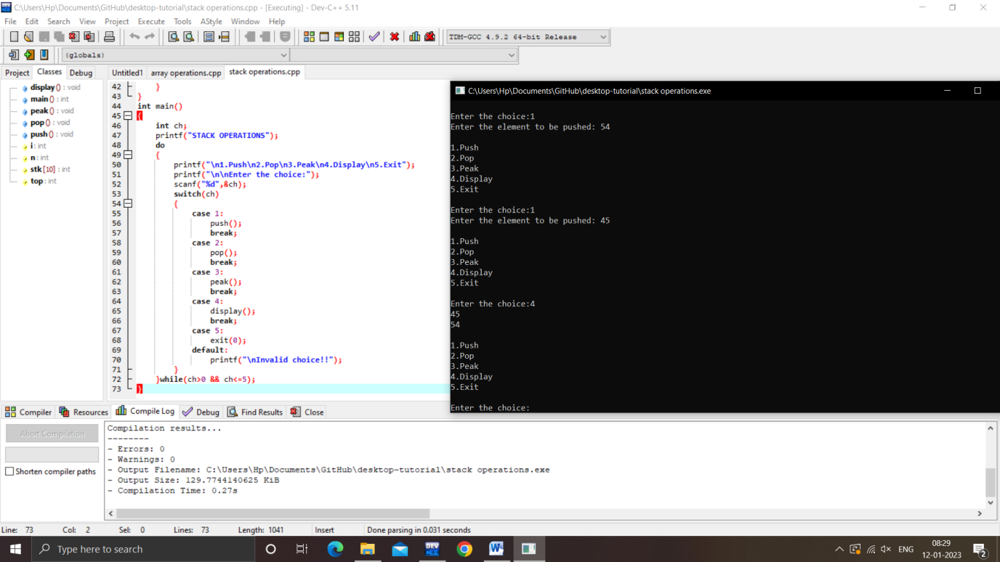 C:\Users\Hp\Documents\GitHub\desktop-tutorial\stack operations.cpp - [Executing] - Dev-C++ 5.11
File Edit Search View Project Execute Tools AStyle Window Help
TDM-GCC 4.9.2 64-bit Release
(globals)
Project Classes Debug
Untitled1 array operations.cpp stack operations.cpp
display() : void
main() : int
peak() : void
pop() : void
push() : void
i : int
n : int
stk [10] : int
top : int
42 }
43 }
44 int main()
45 {
46 int ch;
47 printf("STACK OPERATIONS");
48 do
49 {
50 printf("\n1.Push\n2.Pop\n3.Peak\n4.Display\n5.Exit");
51 printf("\n\nEnter the choice:");
52 scanf("%d",&ch);
53 switch(ch)
54 {
55 case 1:
56 push();
57 break;
58 case 2:
59 pop();
60 break;
61 case 3:
62 peak();
63 break;
64 case 4:
65 display();
66 break;
67 case 5:
68 exit(0);
69 default:
70 printf("\nInvalid choice!!");
71 }
72 }while(ch>0 && ch<=5);
73 }
C:\Users\Hp\Documents\GitHub\desktop-tutorial\stack operations.exe
Enter the choice:1
Enter the element to be pushed: 54
1.Push
2.Pop
3.Peak
4.Display
5.Exit
Enter the choice:1
Enter the element to be pushed: 45
1.Push
2.Pop
3.Peak
4.Display
5.Exit
Enter the choice:4
45
54
1.Push
2.Pop
3.Peak
4.Display
5.Exit
Enter the choice:
Compiler Resources Compile Log Debug Find Results Close
Abort Compilation
Shorten compiler paths
Compilation results...
--------
- Errors: 0
- Warnings: 0
- Output Filename: C:\Users\Hp\Documents\GitHub\desktop-tutorial\stack operations.exe
- Output Size: 129.7744140625 KiB
- Compilation Time: 0.27s
Line: 73 Col: 2 Sel: 0 Lines: 73 Length: 1041 Insert Done parsing in 0.031 seconds
Type here to search
DEV
C++
W
ENG
08:29
12-01-2023
2